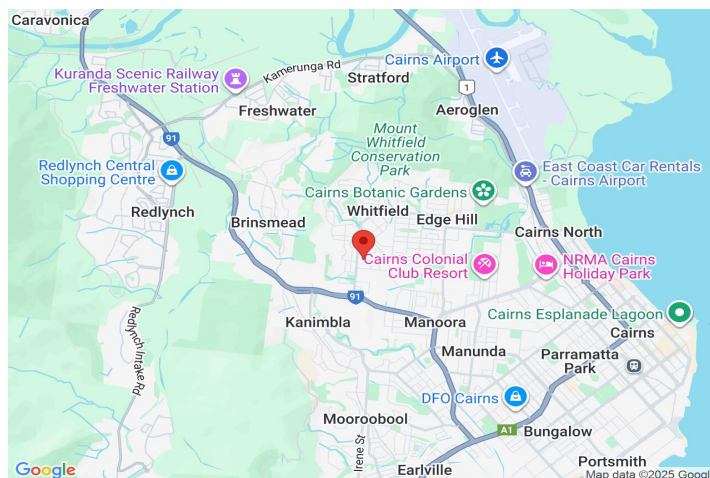 Caravonica
Cairns Airport
Kuranda Scenic Railway
Freshwater Station
Kamerunga Rd
Stratford
1
Freshwater
Aeroglen
91
Mount
Whitfield
Conservation
Park
Redlynch Central
Shopping Centre
East Coast Car Rentals
- Cairns Airport
Cairns Botanic Gardens
Redlynch
Brinsmead
Whitfield
Edge Hill
Cairns North
Cairns Colonial
Club Resort
NRMA Cairns
Holiday Park
91
Cairns Esplanade Lagoon
Kanimbla
Manoora
Cairns
Redlynch Intake Rd
Manunda
Parramatta
Park
DFO Cairns
Mooroobool
A1
Bungalow
Irene St
Earlville
Portsmith
Google
Map data ©2025 Googl